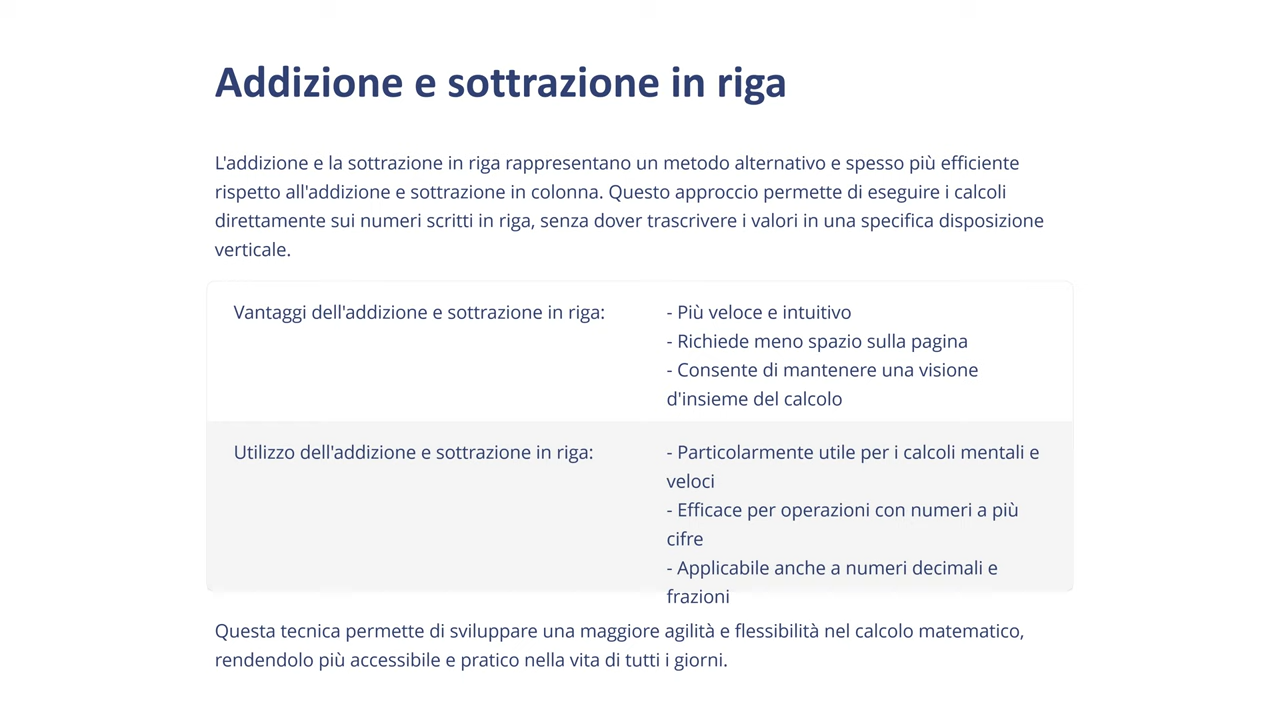 Addizione e sottrazione in riga
L'addizione e la sottrazione in riga rappresentano un metodo alternativo e spesso più efficiente
rispetto all'addizione e sottrazione in colonna. Questo approccio permette di eseguire i calcoli
direttamente sui numeri scritti in riga, senza dover trascrivere i valori in una specifica disposizione
verticale.
Vantaggi dell'addizione e sottrazione in riga:
- Più veloce e intuitivo
- Richiede meno spazio sulla pagina
- Consente di mantenere una visione
d'insieme del calcolo
Utilizzo dell'addizione e sottrazione in riga:
- Particolarmente utile per i calcoli mentali e
veloci
- Efficace per operazioni con numeri a più
cifre
- Applicabile anche a numeri decimali e
frazioni
Questa tecnica permette di sviluppare una maggiore agilità e flessibilità nel calcolo matematico,
rendendolo più accessibile e pratico nella vita di tutti i giorni.